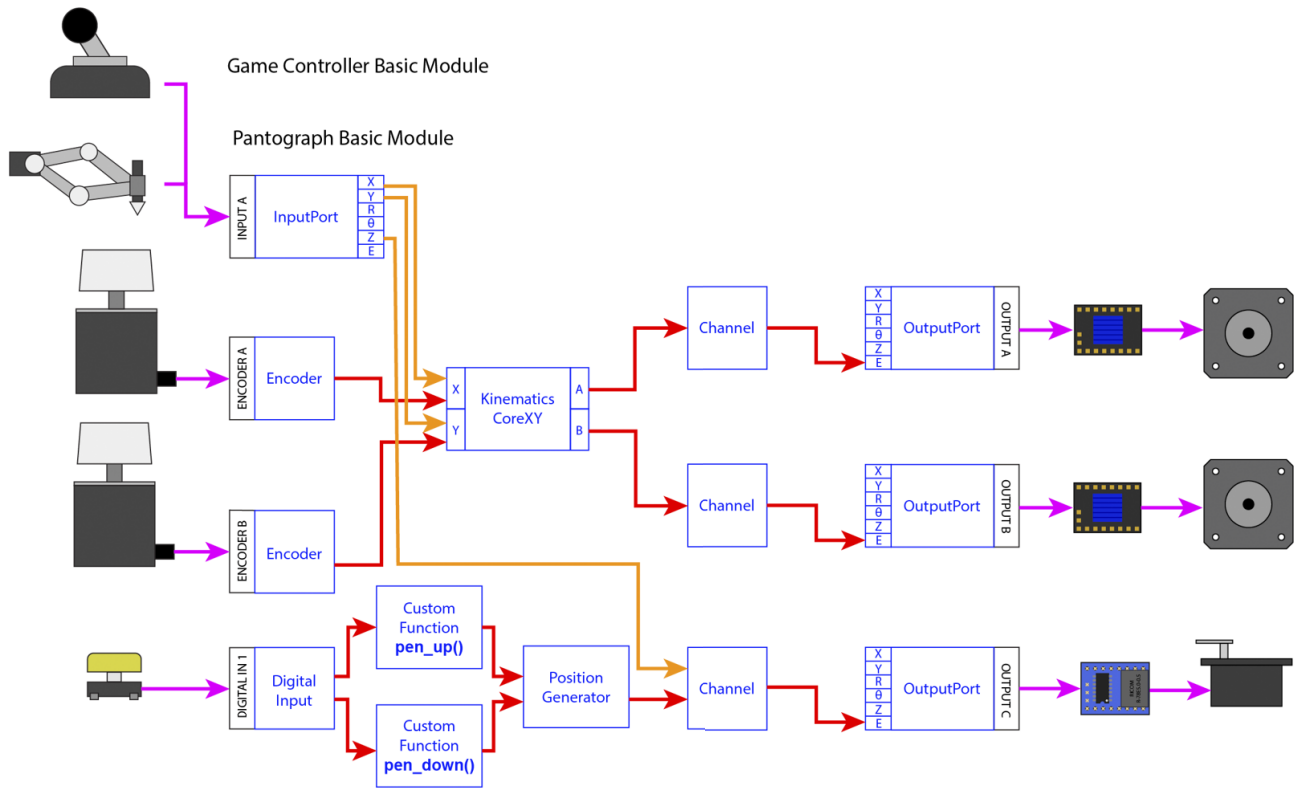 Game Controller Basic Module
Pantograph Basic Module
INPUT A
InputPort
X
Y
R
θ
Z
E
ENCODER A
Encoder
X
Y
Kinematics
CoreXY
A
B
Channel
X
Y
R
θ
Z
E
OutputPort
OUTPUT A
Channel
X
Y
R
θ
Z
E
OutputPort
OUTPUT B
ENCODER B
Encoder
DIGITAL IN 1
Digital
Input
Custom
Function
pen_up()
Custom
Function
pen_down()
Position
Generator
Channel
X
Y
R
θ
Z
E
OutputPort
OUTPUT C